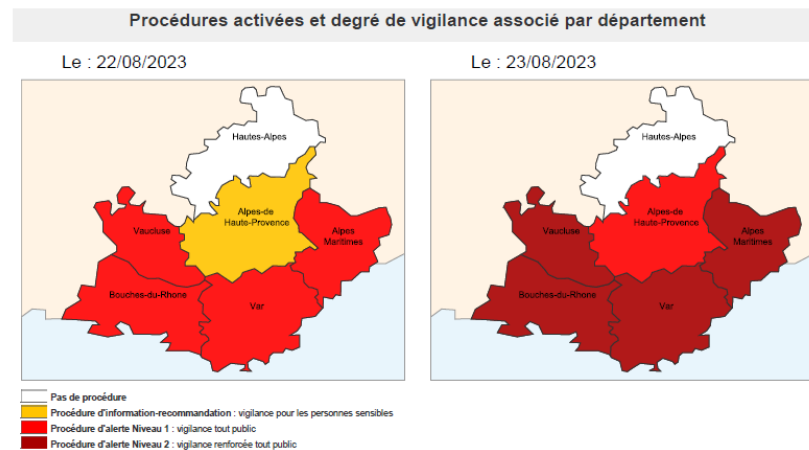 Procédures activées et degré de vigilance associé par département
Le : 22/08/2023
Le : 23/08/2023
Hautes-Alpes
Alpes-de
Haute-Provence
Vaucluse
Alpes
Maritimes
Bouches-du-Rhone
Var
Hautes-Alpes
Alpes-de
Haute-Provence
Vaucluse
Alpes
Maritimes
Bouches-du-Rhone
Var
Pas de procédure
Procédure d'information-recommandation : vigilance pour les personnes sensibles
Procédure d'alerte Niveau 1 : vigilance tout public
Procédure d'alerte Niveau 2 : vigilance renforcée tout public